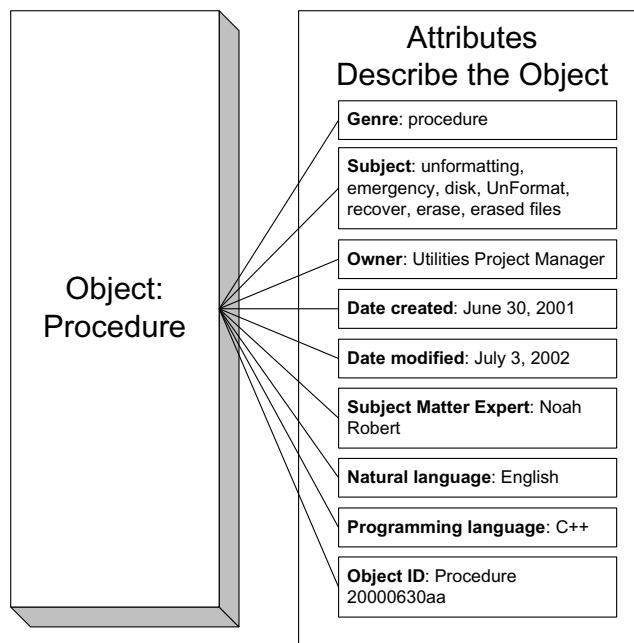 Object:
Procedure
Attributes
Describe the Object
Genre: procedure
Subject: unformatting,
emergency, disk, UnFormat,
recover, erase, erased files
Owner: Utilities Project Manager
Date created: June 30, 2001
Date modified: July 3, 2002
Subject Matter Expert: Noah
Robert
Natural language: English
Programming language: C++
Object ID: Procedure
20000630aa